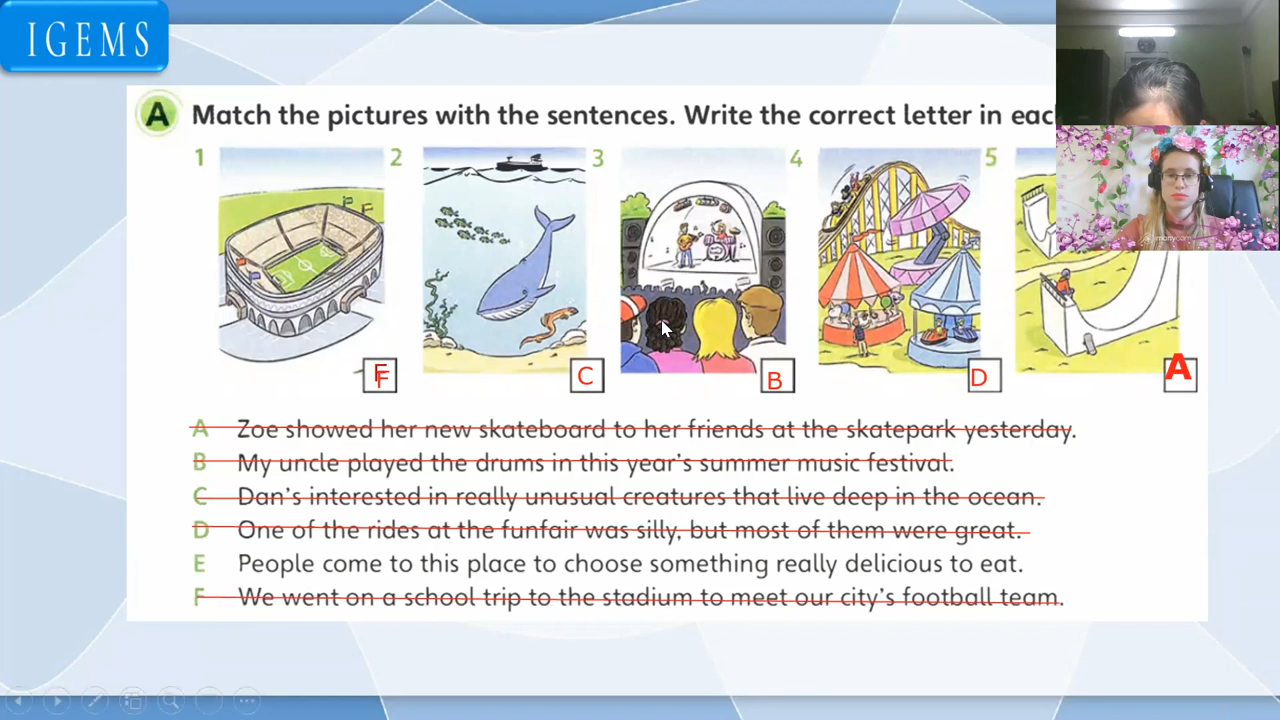 IGEMS
A Match the pictures with the sentences. Write the correct letter in eac
1 2 3 4 5
F C B D A
A Zoe showed her new skateboard to her friends at the skatepark yesterday.
B My uncle played the drums in this year's summer music festival.
C Dan's interested in really unusual creatures that live deep in the ocean.
D One of the rides at the funfair was silly, but most of them were great.
E People come to this place to choose something really delicious to eat.
F We went on a school trip to the stadium to meet our city's football team.